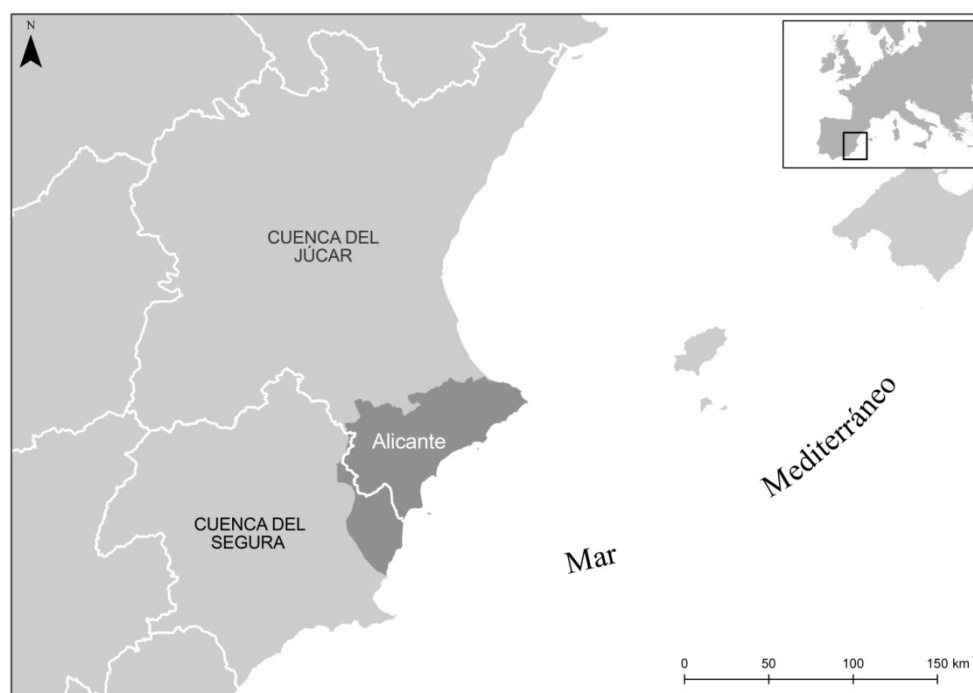 N
CUENCA DEL
JÚCAR
Alicante
CUENCA DEL
SEGURA
Mediterráneo
Mar
0 50 100 150 km